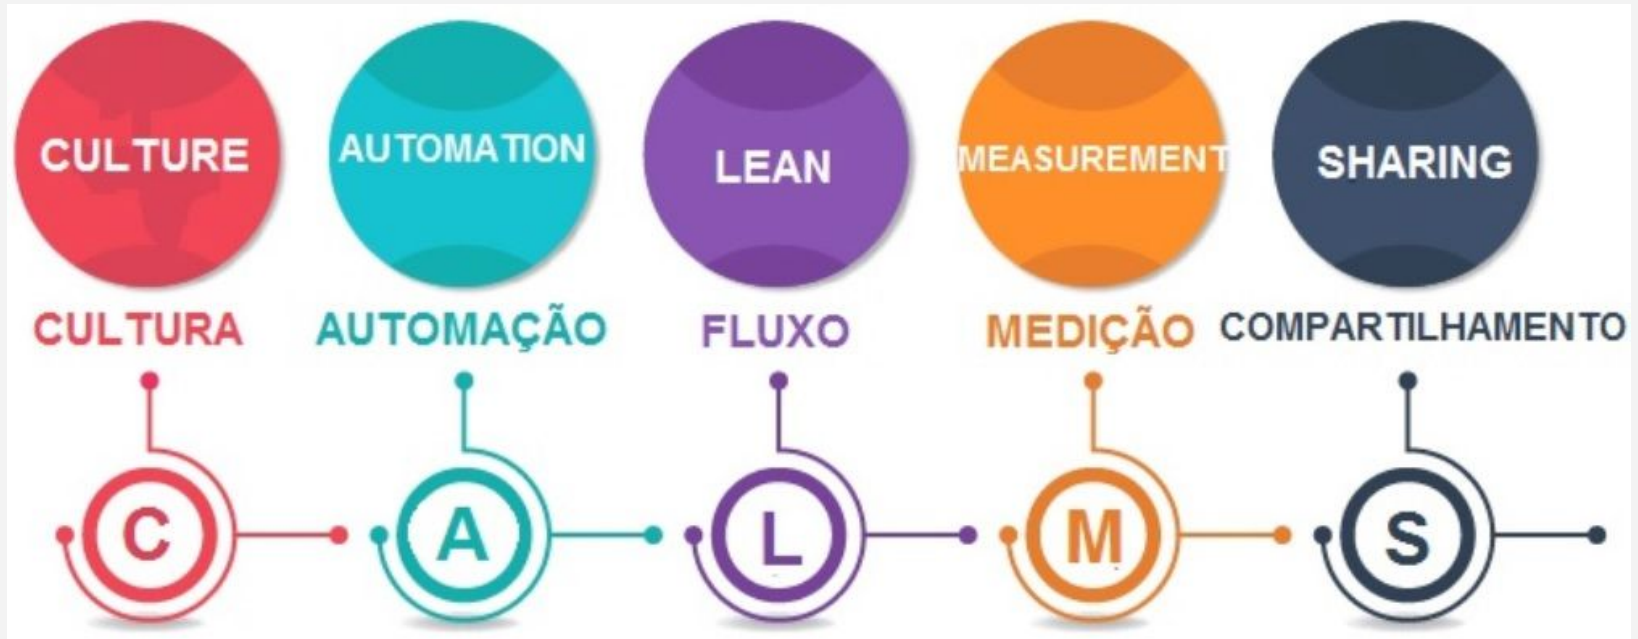 CULTURE
AUTOMATION
LEAN
MEASUREMENT
SHARING
CULTURA
AUTOMAÇÃO
FLUXO
MEDIÇÃO
COMPARTILHAMENTO
C
A
L
M
S